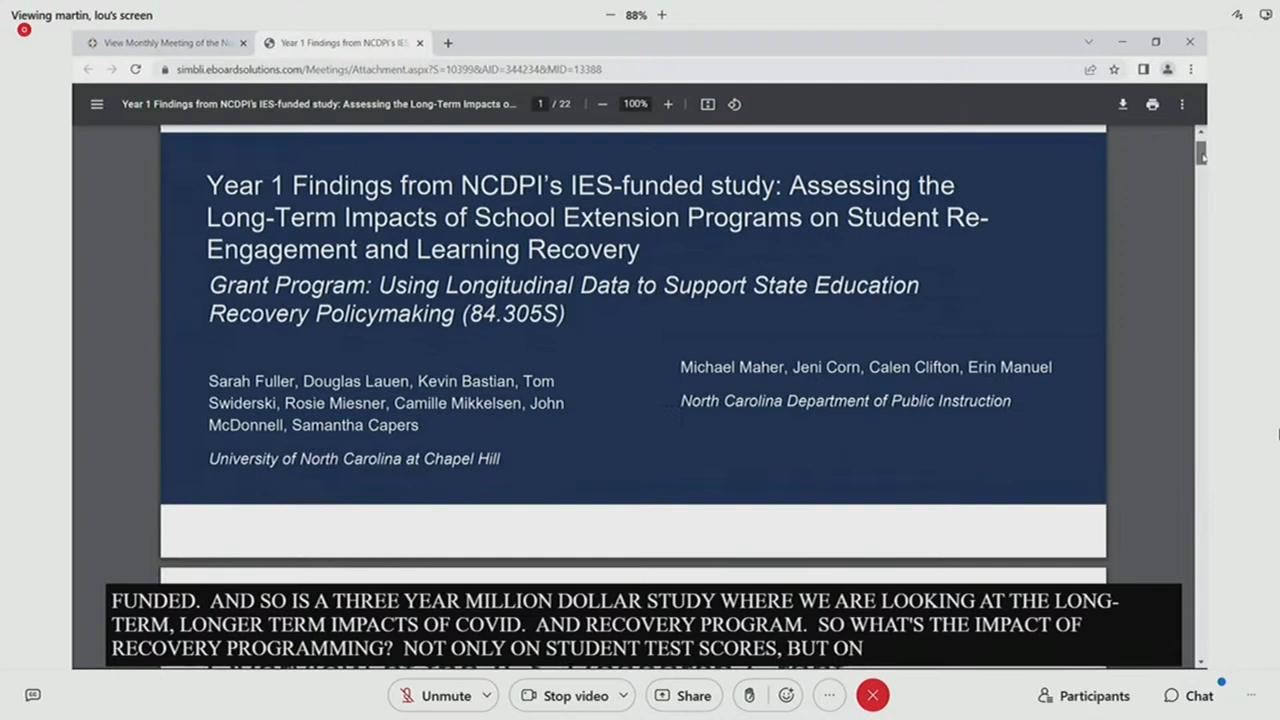 Viewing martin, lou's screen
88%
View Monthly Meeting of the N
Year 1 Findings from NCDPI's IES
simbli.eboardsolutions.com/Meetings/Attachment.aspx?S=10399&AID=344234&MID=13388
Year 1 Findings from NCDPI's IES-funded study: Assessing the Long-Term Impacts o...
1 / 22
100%
Year 1 Findings from NCDPI's IES-funded study: Assessing the
Long-Term Impacts of School Extension Programs on Student Re-
Engagement and Learning Recovery
Grant Program: Using Longitudinal Data to Support State Education
Recovery Policymaking (84.305S)
Sarah Fuller, Douglas Lauen, Kevin Bastian, Tom
Swiderski, Rosie Miesner, Camille Mikkelsen, John
McDonnell, Samantha Capers
University of North Carolina at Chapel Hill
Michael Maher, Jeni Corn, Calen Clifton, Erin Manuel
North Carolina Department of Public Instruction
FUNDED. AND SO IS A THREE YEAR MILLION DOLLAR STUDY WHERE WE ARE LOOKING AT THE LONG-
TERM, LONGER TERM IMPACTS OF COVID. AND RECOVERY PROGRAM. SO WHAT'S THE IMPACT OF
RECOVERY PROGRAMMING? NOT ONLY ON STUDENT TEST SCORES, BUT ON
Unmute
Stop video
Share
Participants
Chat